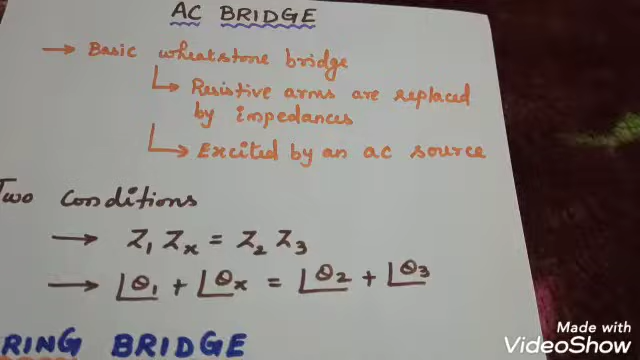 AC BRIDGE
→ Basic wheatstone bridge
↳ Resistive arms are replaced
by impedances
↳ Excited by an ac source
Two conditions
→ Z₁ Zₓ = Z₂ Z₃
→ ∠θ₁ + ∠θₓ = ∠θ₂ + ∠θ₃
RING BRIDGE
Made with
VideoShow